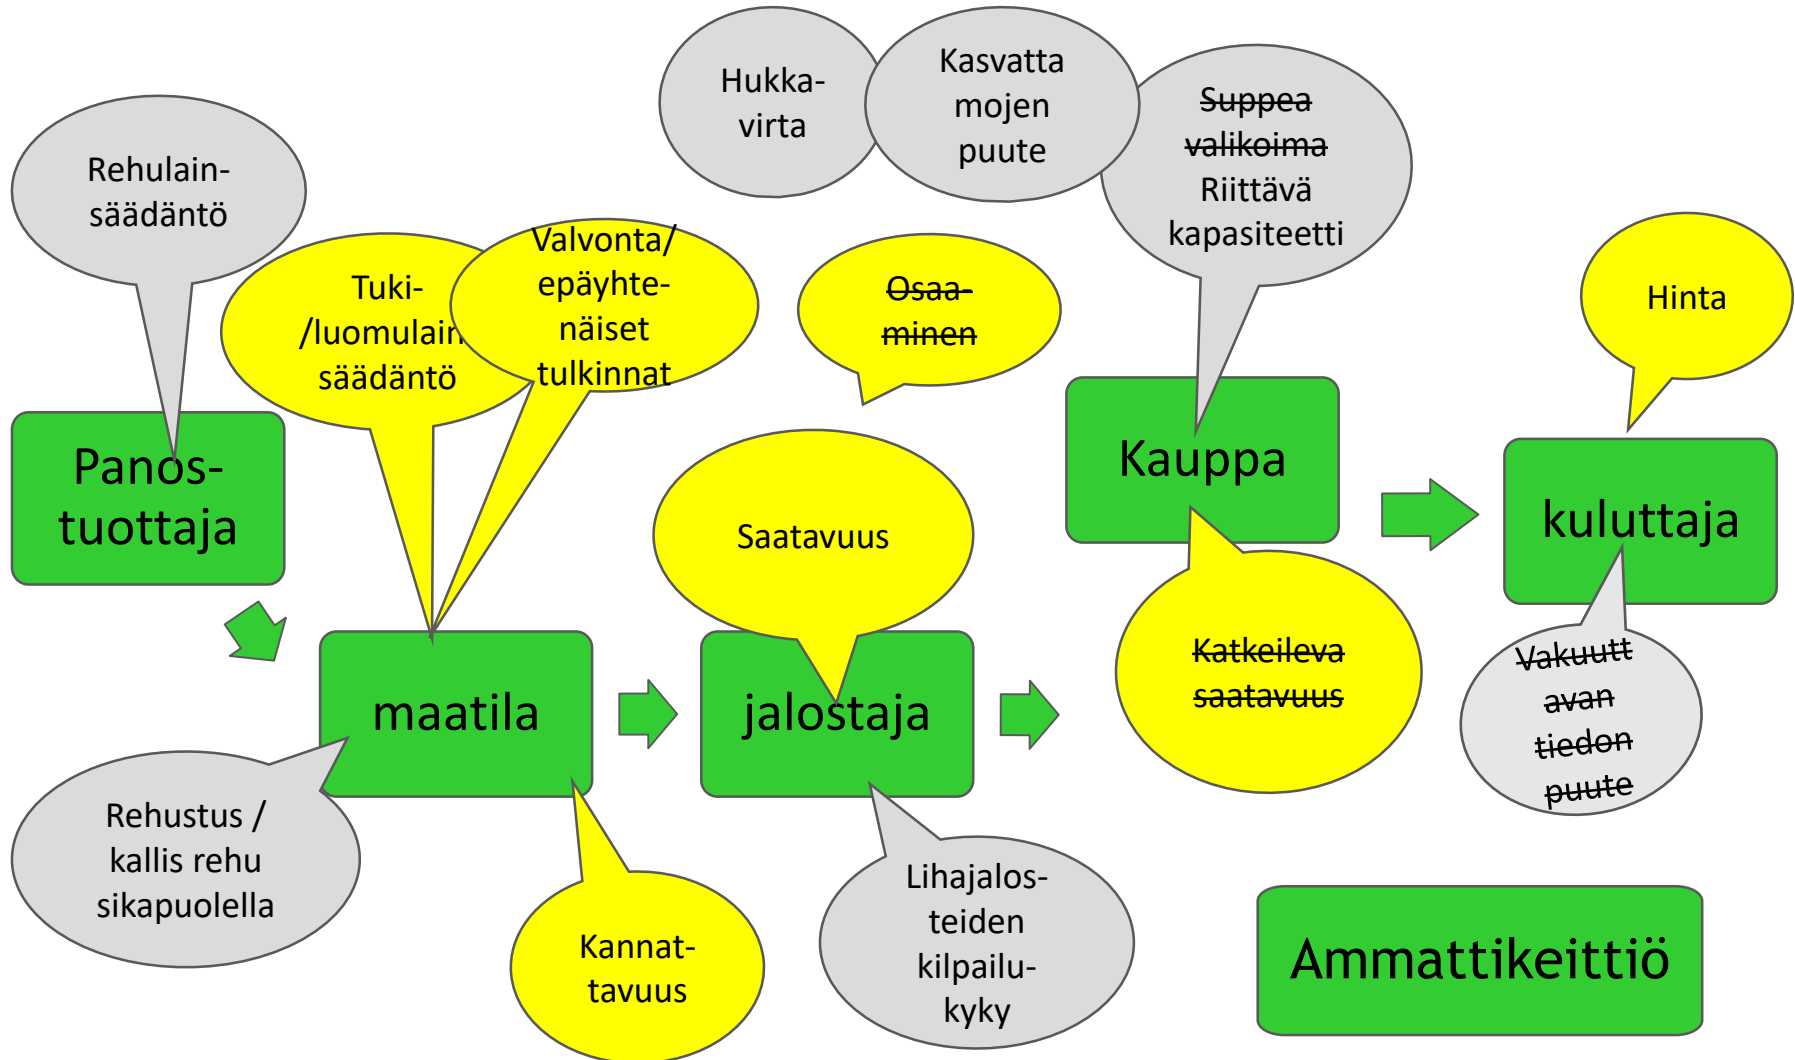 Hukka-
virta
Kasvatta
mojen
puute
Suppea
valikoima
Riittävä
kapasiteetti
Rehulain-
säädäntö
Tuki-
/luomulain
säädäntö
Valvonta/
epäyhte-
näiset
tulkinnat
Osaa-
minen
Hinta
Panos-
tuottaja
Kauppa
kuluttaja
Saatavuus
maatila
jalostaja
Katkeileva
saatavuus
Vakuutt
avan
tiedon
puute
Rehustus /
kallis rehu
sikapuolella
Kannat-
tavuus
Lihajalos-
teiden
kilpailu-
kyky
Ammattikeittiö